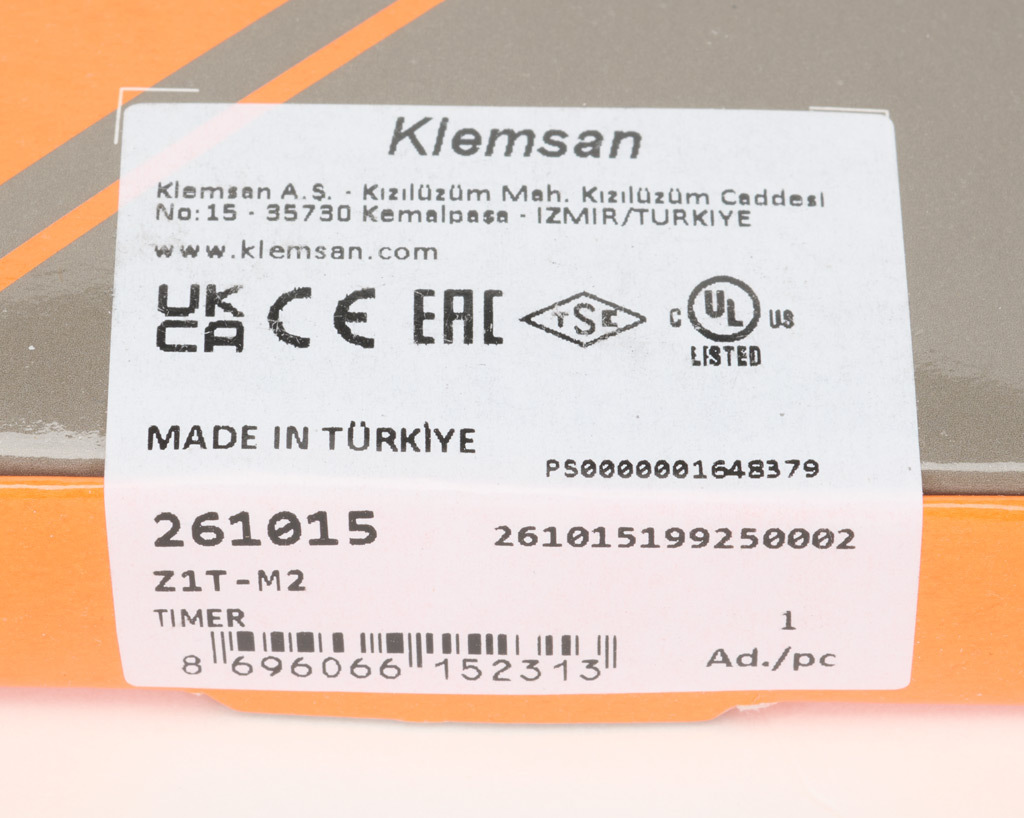 Klemsan
Klemsan A.Ş. - Kızılüzüm Mah. Kızılüzüm Caddesi
No:15 - 35730 Kemalpaşa - IZMIR/TURKIYE
www.klemsan.com
UK CA CE EAC TSE C UL US
LISTED
MADE IN TÜRKİYE
PS0000001648379
261015 261015199250002
Z1T-M2
TIMER 1
8 696066 152313 Ad./pc